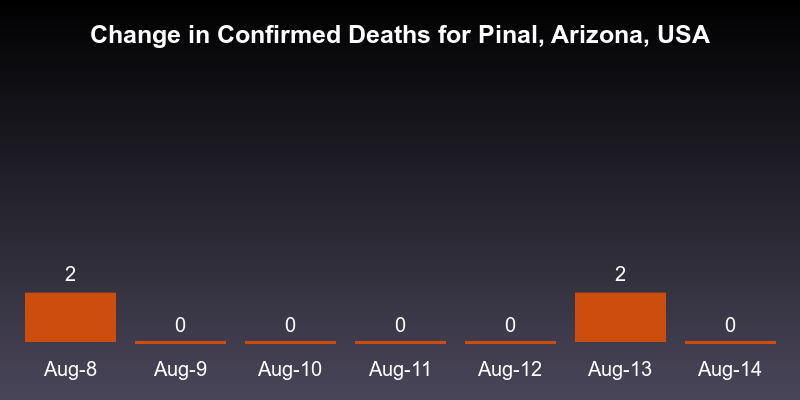 Change in Confirmed Deaths for Pinal, Arizona, USA
2 0 0 0 0 2 0
Aug-8 Aug-9 Aug-10 Aug-11 Aug-12 Aug-13 Aug-14